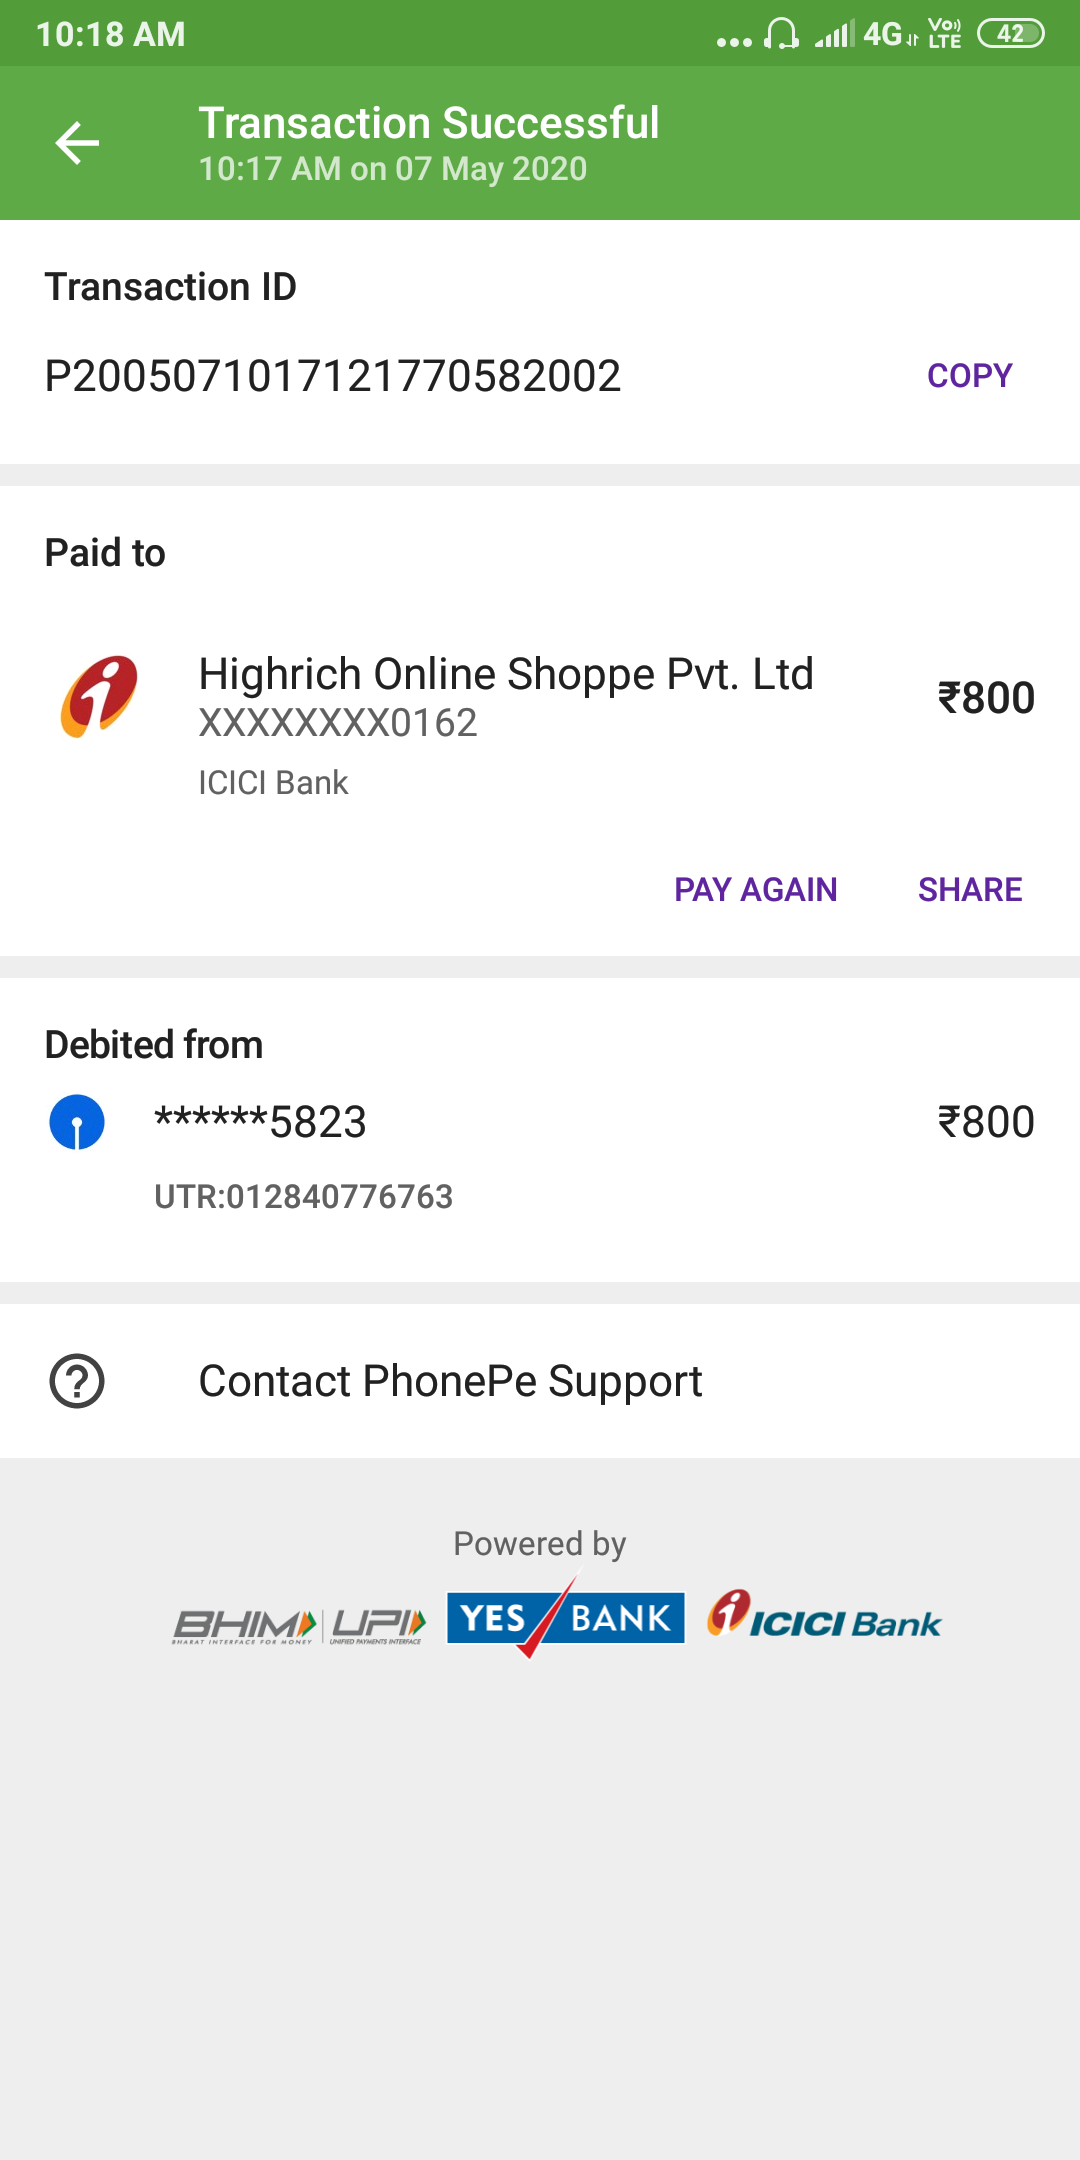 10:18 AM
4G VoLTE 42
Transaction Successful
10:17 AM on 07 May 2020
Transaction ID
P2005071017121770582002
COPY
Paid to
Highrich Online Shoppe Pvt. Ltd
₹800
XXXXXXXX0162
ICICI Bank
PAY AGAIN SHARE
Debited from
******5823 ₹800
UTR:012840776763
Contact PhonePe Support
Powered by
BHIM UPI YES BANK ICICI Bank
BHARAT INTERFACE FOR MONEY UNIFIED PAYMENTS INTERFACE